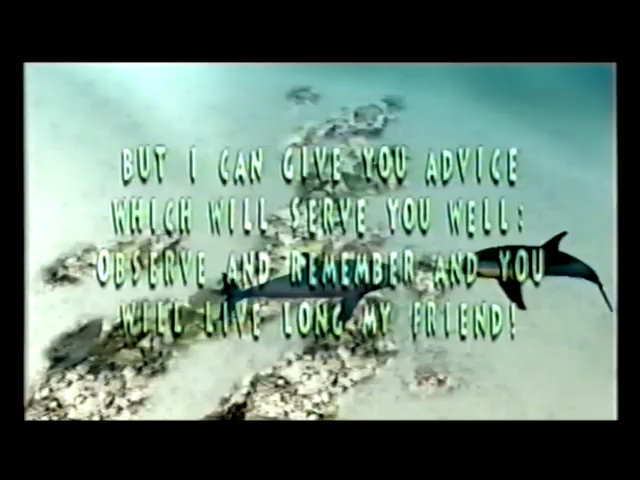 BUT I CAN GIVE YOU ADVICE
WHICH WILL SERVE YOU WELL:
OBSERVE AND REMEMBER AND YOU
WILL LIVE LONG MY FRIEND!